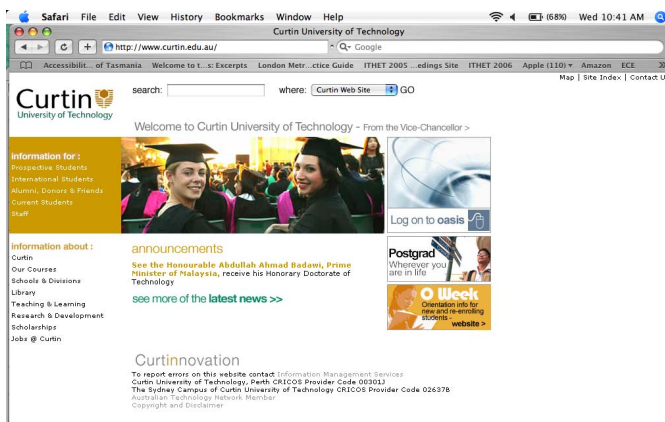 Safari File Edit View History Bookmarks Window Help (68%) Wed 10:41 AM
Curtin University of Technology
http://www.curtin.edu.au/ Google
Accessibilit... of Tasmania Welcome to t...s: Excerpts London Metr...ctice Guide ITHET 2005 ...edings Site ITHET 2006 Apple (110) Amazon ECE
Map | Site Index | Contact U
Curtin
University of Technology
search: where: Curtin Web Site GO
Welcome to Curtin University of Technology - From the Vice-Chancellor >
information for :
Prospective Students
International Students
Alumni, Donors & Friends
Current Students
Staff
Log on to oasis
information about :
Curtin
Our Courses
Schools & Divisions
Library
Teaching & Learning
Research & Development
Scholarships
Jobs @ Curtin
announcements
See the Honourable Abdullah Ahmad Badawi, Prime
Minister of Malaysia, receive his Honorary Doctorate of
Technology
see more of the latest news >>
Postgrad
Wherever you
are in life
O Week
Orientation info for
new and re-enrolling
students -
website >
Curtinnovation
To report errors on this website contact Information Management Services
Curtin University of Technology, Perth CRICOS Provider Code 00301J
The Sydney Campus of Curtin University of Technology CRICOS Provider Code 02637B
Australian Technology Network Member
Copyright and Disclaimer